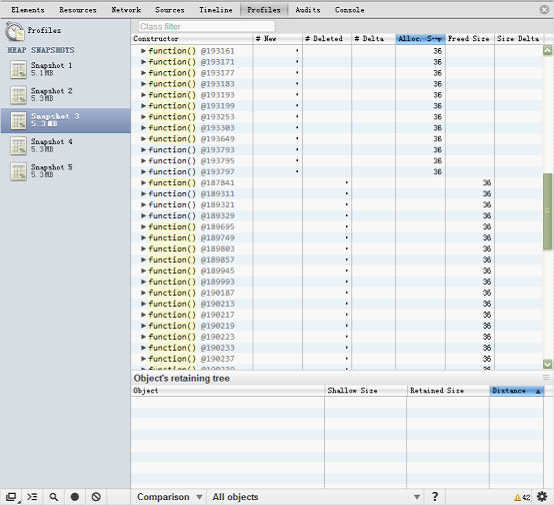 Elements Resources Network Sources Timeline Profiles Audits Console
Profiles
HEAP SNAPSHOTS
Snapshot 1
5.1MB
Snapshot 2
5.3MB
Snapshot 3
5.3MB
Snapshot 4
5.3MB
Snapshot 5
5.3MB
Class filter
Constructor # New # Deleted # Delta Alloc. Size Freed Size Size Delta
function() @193161 36
function() @193171 36
function() @193177 36
function() @193183 36
function() @193193 36
function() @193199 36
function() @193253 36
function() @193303 36
function() @193649 36
function() @193793 36
function() @193795 36
function() @193797 36
function() @187841 36
function() @189311 36
function() @189321 36
function() @189329 36
function() @189695 36
function() @189749 36
function() @189803 36
function() @189857 36
function() @189945 36
function() @189993 36
function() @190187 36
function() @190213 36
function() @190217 36
function() @190219 36
function() @190223 36
function() @190233 36
function() @190237 36
function() 36
Object's retaining tree
Object Shallow Size Retained Size Distance ▲
Comparison ▼ All objects ▼ ? 42